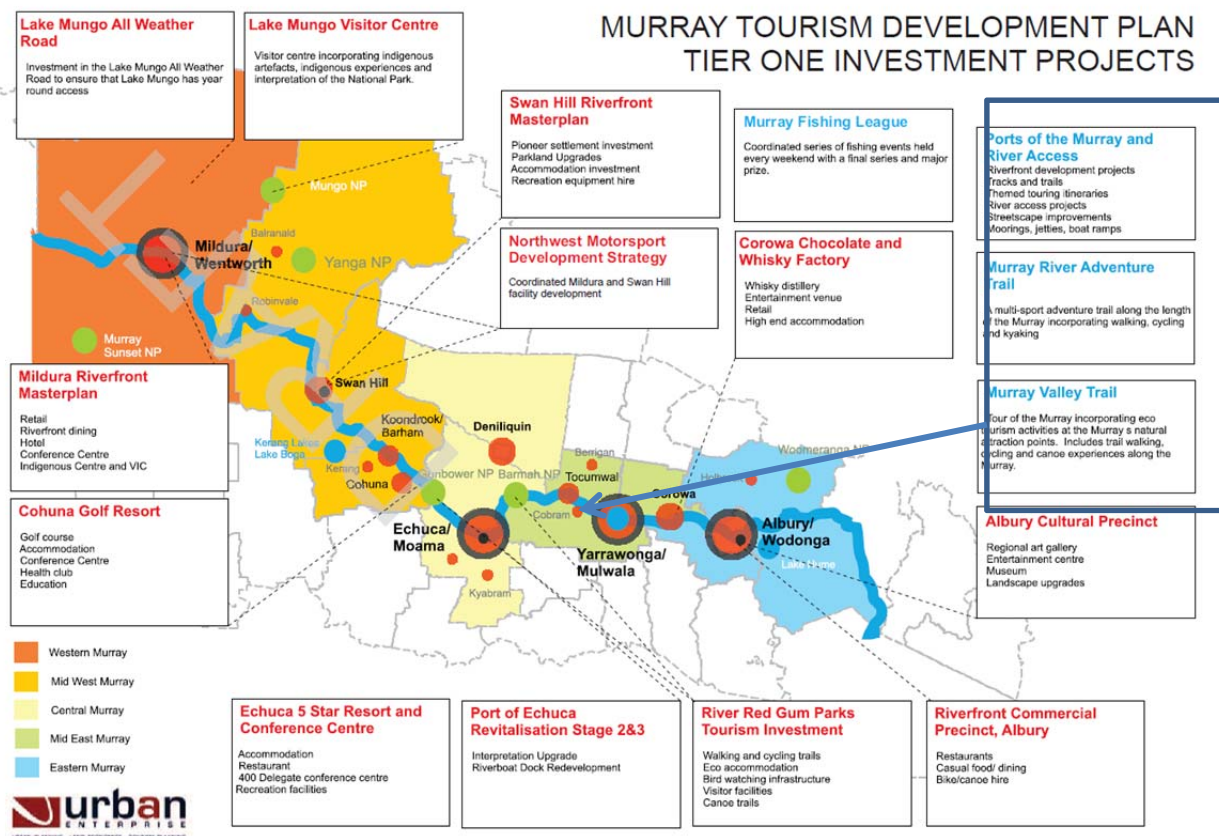 MURRAY TOURISM DEVELOPMENT PLAN
TIER ONE INVESTMENT PROJECTS
Lake Mungo All Weather
Road
Investment in the Lake Mungo All Weather
Road to ensure that Lake Mungo has year
round access
Lake Mungo Visitor Centre
Visitor centre incorporating indigenous
artefacts, indigenous experiences and
interpretation of the National Park.
Swan Hill Riverfront
Masterplan
Pioneer settlement investment
Parkland Upgrades
Accommodation investment
Recreation equipment hire
Murray Fishing League
Coordinated series of fishing events held
every weekend with a final series and major
prize.
Ports of the Murray and
River Access
Riverfront development projects
Tracks and trails
Themed touring itineraries
River access projects
Streetscape improvements
Moorings, jetties, boat ramps
Northwest Motorsport
Development Strategy
Coordinated Mildura and Swan Hill
facility development
Corowa Chocolate and
Whisky Factory
Whisky distillery
Entertainment venue
Retail
High end accommodation
Murray River Adventure
Trail
A multi-sport adventure trail along the length
of the Murray incorporating walking, cycling
and kyaking
Murray Valley Trail
Tour of the Murray incorporating eco
tourism activities at the Murray s natural
attraction points. Includes trail walking,
cycling and canoe experiences along the
Murray.
Mungo NP
Balranald
Mildura/
Wentworth
Yanga NP
Robinvale
Murray
Sunset NP
Swan Hill
Mildura Riverfront
Masterplan
Retail
Riverfront dining
Hotel
Conference Centre
Indigenous Centre and VIC
Koondrook/
Barham
Kerang Lakes
Lake Boga
Kerang
Cohuna
Deniliquin
Gunbower NP
Barmah NP
Berrigan
Tocumwal
Cobram
Corowa
Woomeranga NP
Echuca/
Moama
Yarrawonga/
Mulwala
Albury/
Wodonga
Lake Hume
Kyabram
Cohuna Golf Resort
Golf course
Accommodation
Conference Centre
Health club
Education
Albury Cultural Precinct
Regional art gallery
Entertainment centre
Museum
Landscape upgrades
Western Murray
Mid West Murray
Central Murray
Mid East Murray
Eastern Murray
Echuca 5 Star Resort and
Conference Centre
Accommodation
Restaurant
400 Delegate conference centre
Recreation facilities
Port of Echuca
Revitalisation Stage 2&3
Interpretation Upgrade
Riverboat Dock Redevelopment
River Red Gum Parks
Tourism Investment
Walking and cycling trails
Eco accommodation
Bird watching infrastructure
Visitor facilities
Canoe trails
Riverfront Commercial
Precinct, Albury
Restaurants
Casual food/ dining
Bike/canoe hire
urban
ENTERPRISE